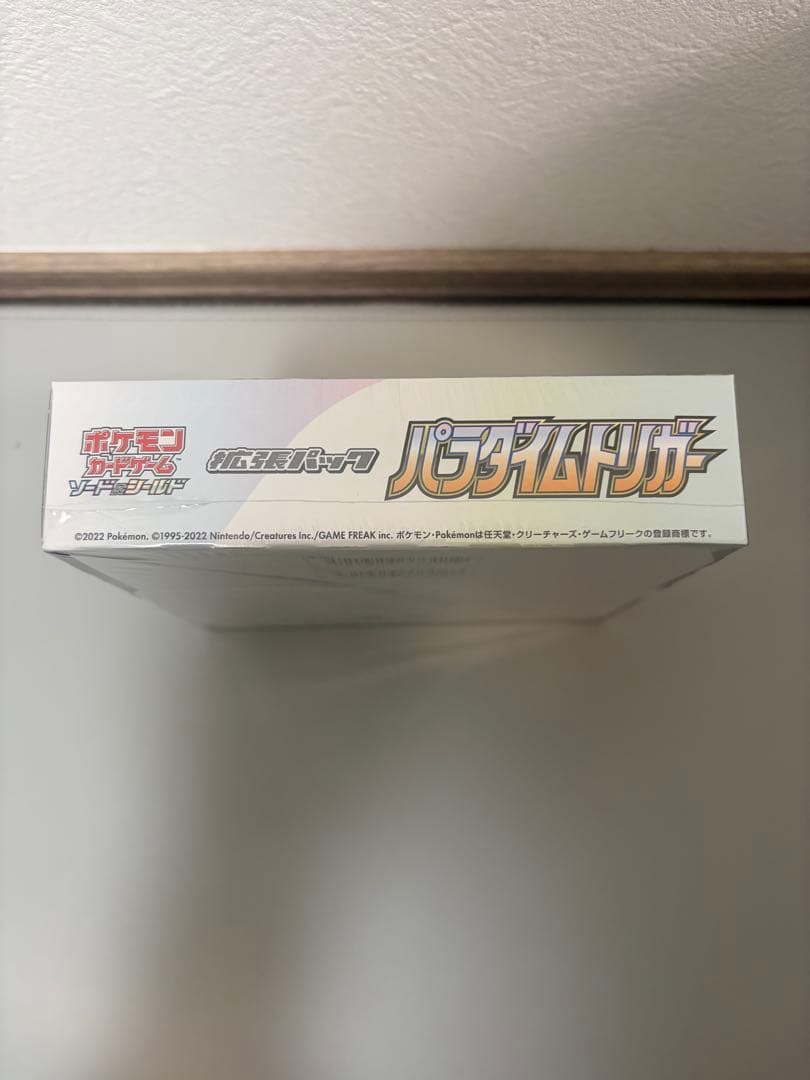 ポケモン
カードゲーム
ソード&シールド
拡張パック
パラダイムトリガー
©2022 Pokémon. ©1995-2022 Nintendo/Creatures Inc./GAME FREAK inc. ポケモン・Pokémonは任天堂・クリーチャーズ・ゲームフリークの登録商標です。